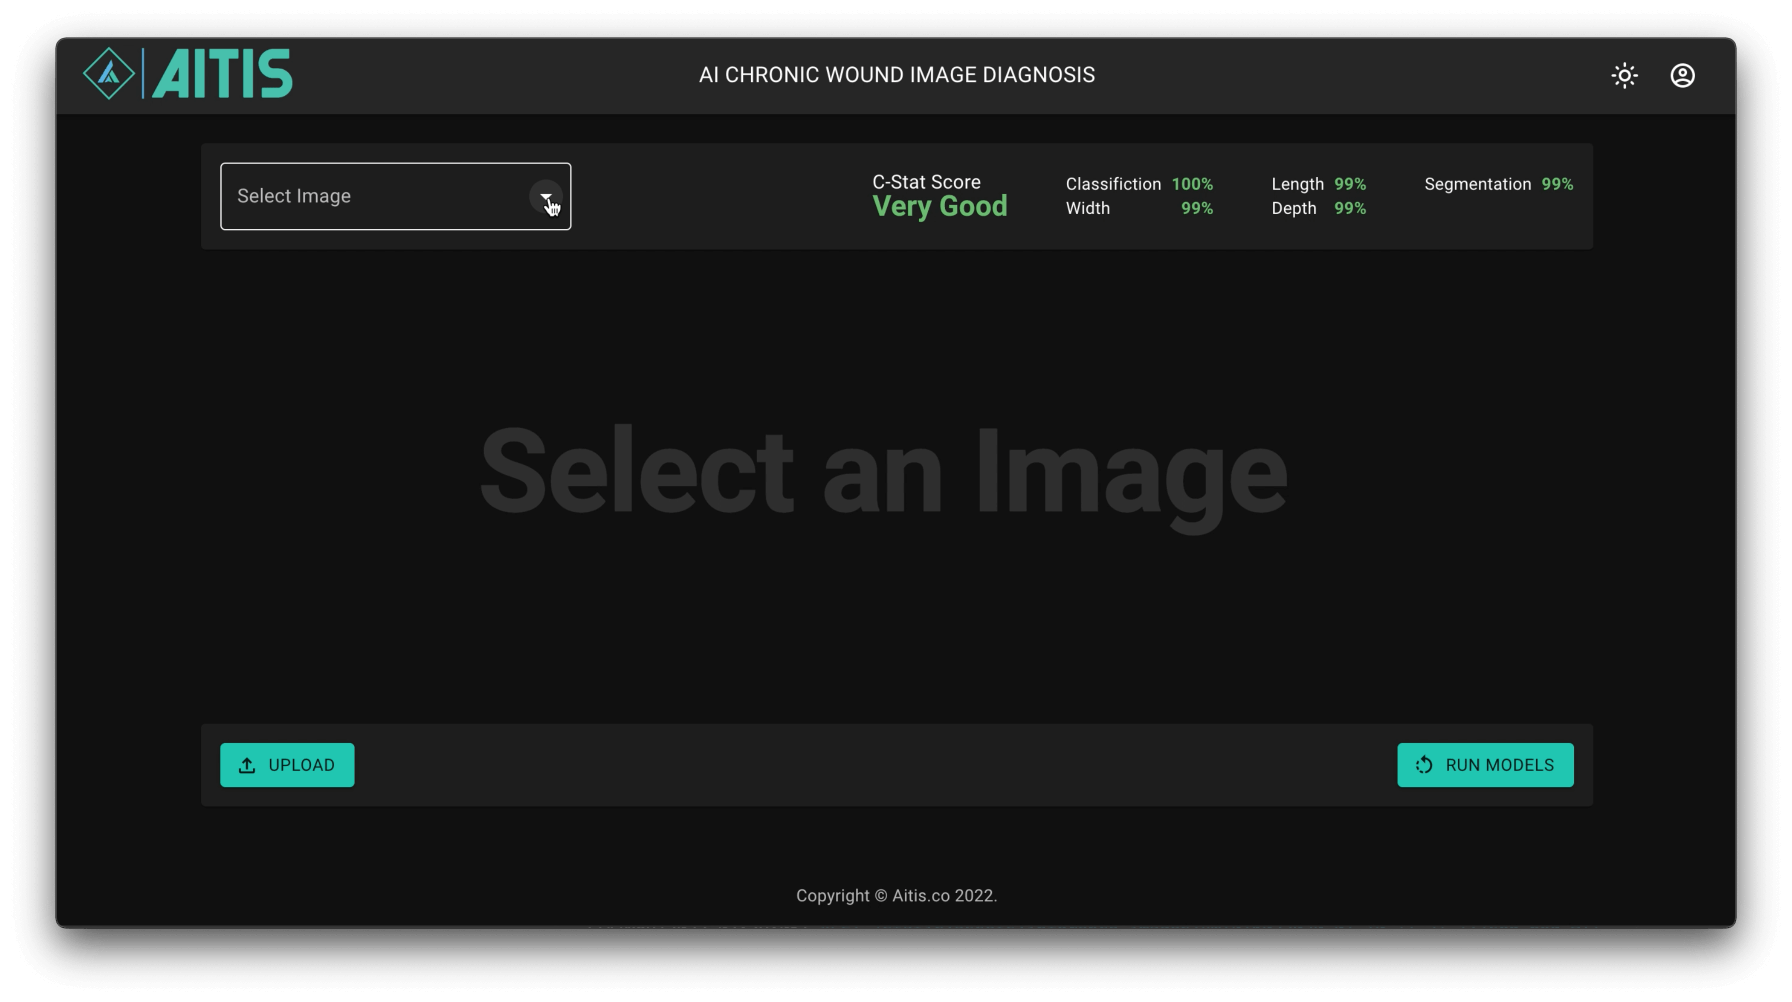 AITIS
AI CHRONIC WOUND IMAGE DIAGNOSIS
Select Image
C-Stat Score
Very Good
Classifiction 100%
Width 99%
Length 99%
Depth 99%
Segmentation 99%
Select an Image
UPLOAD
RUN MODELS
Copyright © Aitis.co 2022.